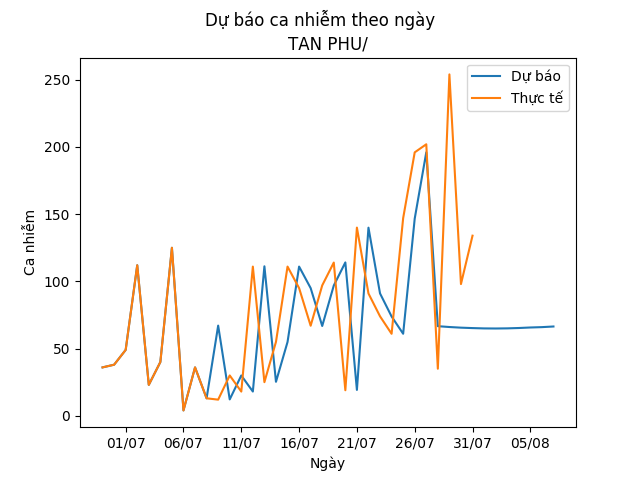 Dự báo ca nhiễm theo ngày
TAN PHU/
Dự báo
Thực tế
250
200
150
100
50
0
Ca nhiễm
01/07 06/07 11/07 16/07 21/07 26/07 31/07 05/08
Ngày